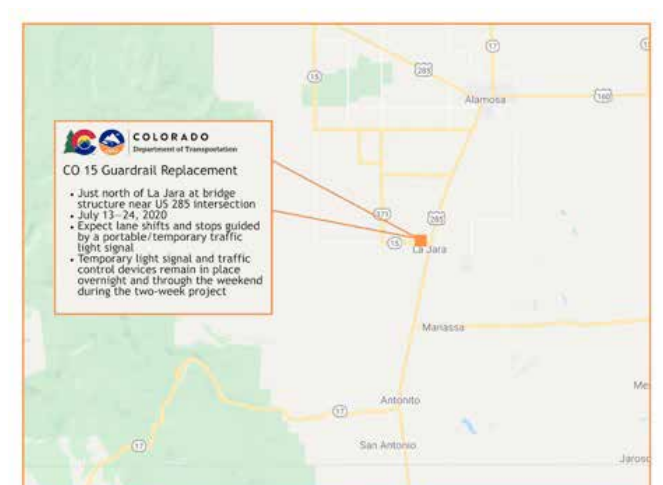 17
15
285
Alamosa
160
COLORADO
Department of Transportation
CO 15 Guardrail Replacement
• Just north of La Jara at bridge
structure near US 285 intersection
• July 13—24, 2020
• Expect lane shifts and stops guided
by a portable/temporary traffic
light signal
• Temporary light signal and traffic
control devices remain in place
overnight and through the weekend
during the two-week project
371
285
15
La Jara
Manassa
Antonito
17
17
San Antonio